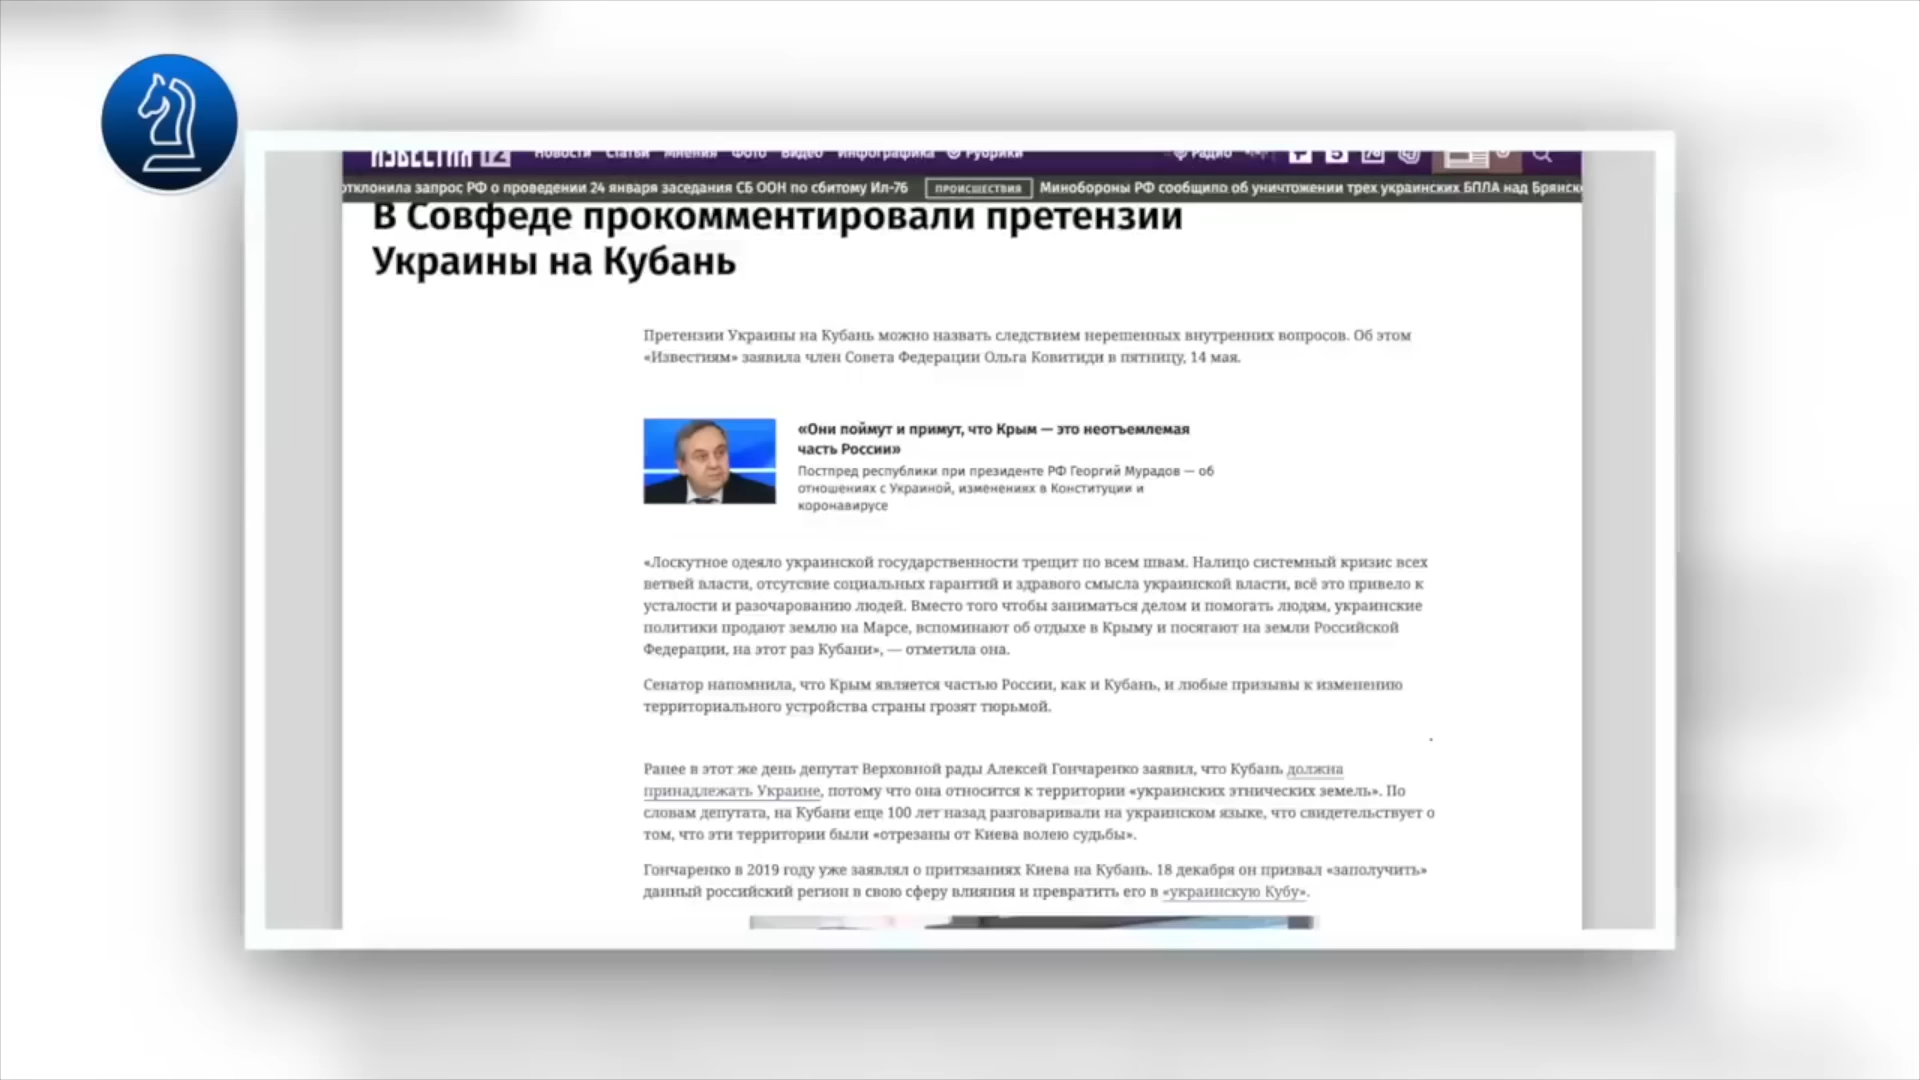 ИЗВЕСТИЯ IZ Новости Статьи Мнения Фото Видео Инфографика Рубрики Радио
отклонила запрос РФ о проведении 24 января заседания СБ ООН по сбитому Ил-76 ПРОИСШЕСТВИЯ Минобороны РФ сообщило об уничтожении трех украинских БПЛА над Брянск
В Совфеде прокомментировали претензии
Украины на Кубань
Претензии Украины на Кубань можно назвать следствием нерешенных внутренних вопросов. Об этом
«Известиям» заявила член Совета Федерации Ольга Ковитиди в пятницу, 14 мая.
«Они поймут и примут, что Крым — это неотъемлемая
часть России»
Постпред республики при президенте РФ Георгий Мурадов — об
отношениях с Украиной, изменениях в Конституции и
коронавирусе
«Лоскутное одеяло украинской государственности трещит по всем швам. Налицо системный кризис всех
ветвей власти, отсутсвие социальных гарантий и здравого смысла украинской власти, всё это привело к
усталости и разочарованию людей. Вместо того чтобы заниматься делом и помогать людям, украинские
политики продают землю на Марсе, вспоминают об отдыхе в Крыму и посягают на земли Российской
Федерации, на этот раз Кубани», — отметила она.
Сенатор напомнила, что Крым является частью России, как и Кубань, и любые призывы к изменению
территориального устройства страны грозят тюрьмой.
Ранее в этот же день депутат Верховной рады Алексей Гончаренко заявил, что Кубань должна
принадлежать Украине, потому что она относится к территории «украинских этнических земель». По
словам депутата, на Кубани еще 100 лет назад разговаривали на украинском языке, что свидетельствует о
том, что эти территории были «отрезаны от Киева волею судьбы».
Гончаренко в 2019 году уже заявлял о притязаниях Киева на Кубань. 18 декабря он призвал «заполучить»
данный российский регион в свою сферу влияния и превратить его в «украинскую Кубу».